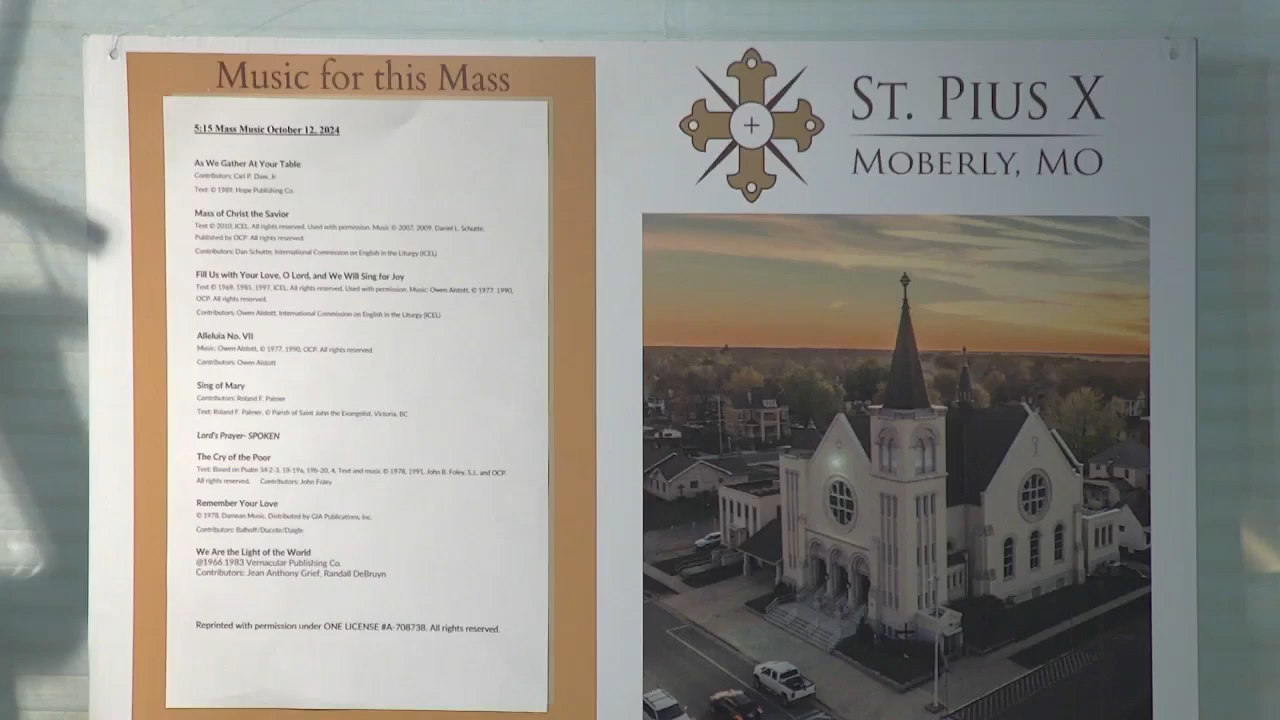 Music for this Mass
5:15 Mass Music October 12, 2024
As We Gather At Your Table
Contributors: Carl P. Daw, Jr
Text: © 1989, Hope Publishing Co.
Mass of Christ the Savior
Text © 2010, ICEL. All rights reserved. Used with permission. Music © 2007, 2009, Daniel L. Schutte.
Published by OCP. All rights reserved.
Contributors: Dan Schutte, International Commission on English in the Liturgy (ICEL)
Fill Us with Your Love, O Lord, and We Will Sing for Joy
Text © 1969, 1981, 1997, ICEL. All rights reserved. Used with permission. Music: Owen Alstott, © 1977, 1990,
OCP. All rights reserved.
Contributors: Owen Alstott, International Commission on English in the Liturgy (ICEL)
Alleluia No. VII
Music: Owen Alstott, © 1977, 1990, OCP. All rights reserved
Contributors: Owen Alstott
Sing of Mary
Contributors: Roland F. Palmer
Text: Roland F. Palmer, © Parish of Saint John the Evangelist, Victoria, BC
Lord's Prayer- SPOKEN
The Cry of the Poor
Text: Based on Psalm 34:2-3, 18-19a, 19b-20, 4, Text and music © 1978, 1991, John B. Foley, S.J. and OCP.
All rights reserved. Contributors: John Foley
Remember Your Love
© 1978, Damean Music. Distributed by GIA Publications, Inc.
Contributors: Balhoff/Ducote/Daigle
We Are the Light of the World
@1966.1983 Vernacular Publishing Co.
Contributors: Jean Anthony Grief, Randall DeBruyn
Reprinted with permission under ONE LICENSE #A-708738. All rights reserved.
ST. PIUS X
MOBERLY, MO